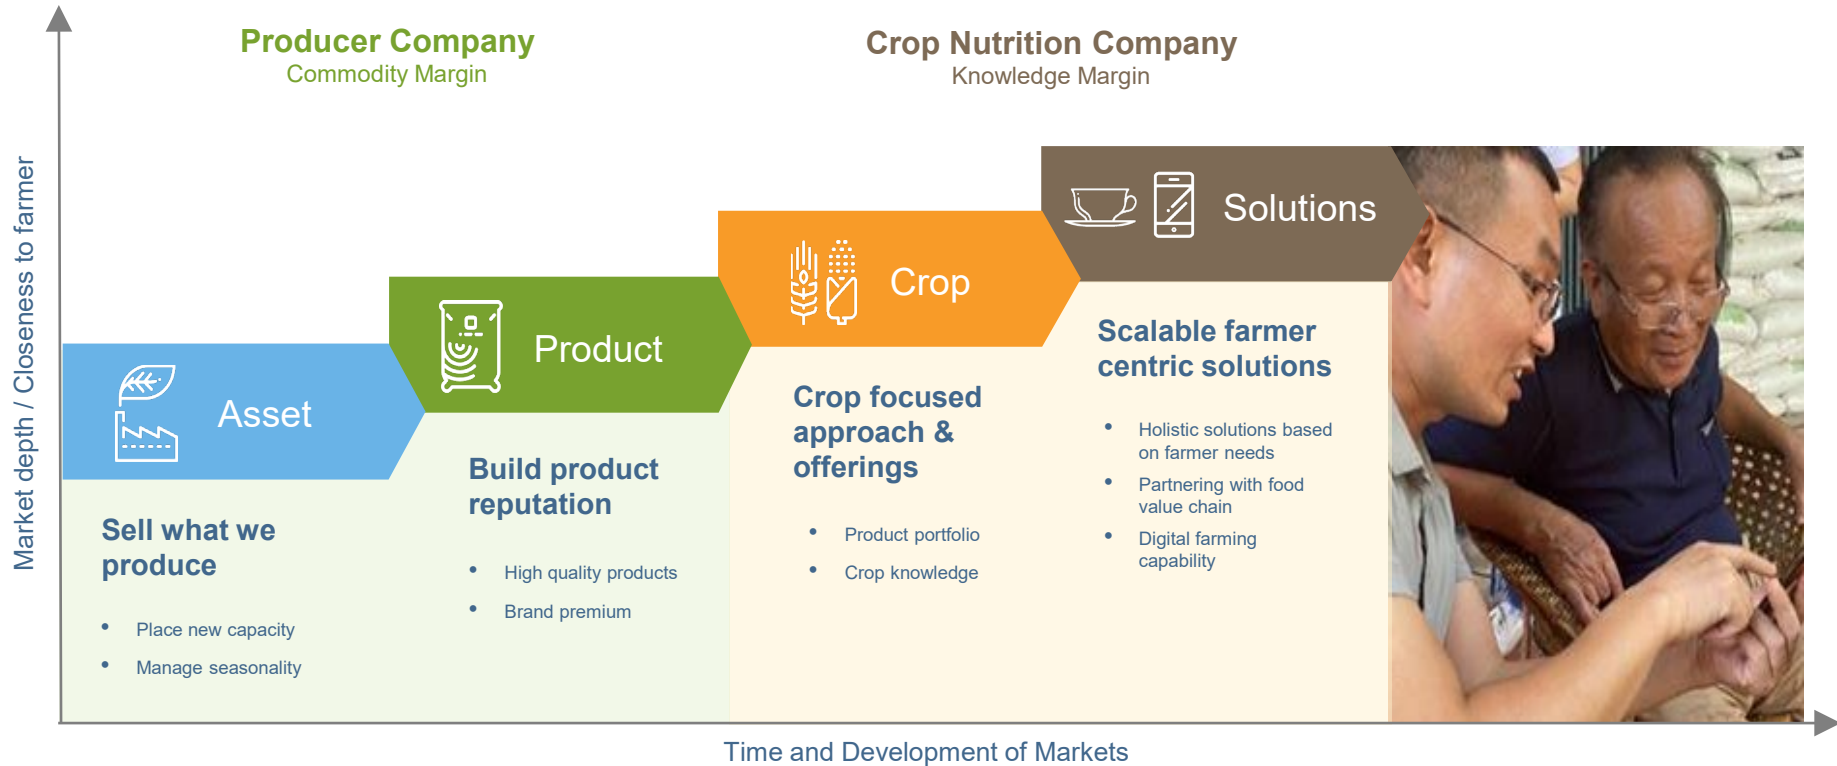 Producer Company
Commodity Margin
Crop Nutrition Company
Knowledge Margin
Market depth / Closeness to farmer
Asset
Sell what we
produce
• Place new capacity
• Manage seasonality
Product
Build product
reputation
• High quality products
• Brand premium
Crop
Crop focused
approach &
offerings
• Product portfolio
• Crop knowledge
Solutions
Scalable farmer
centric solutions
• Holistic solutions based
on farmer needs
• Partnering with food
value chain
• Digital farming
capability
Time and Development of Markets